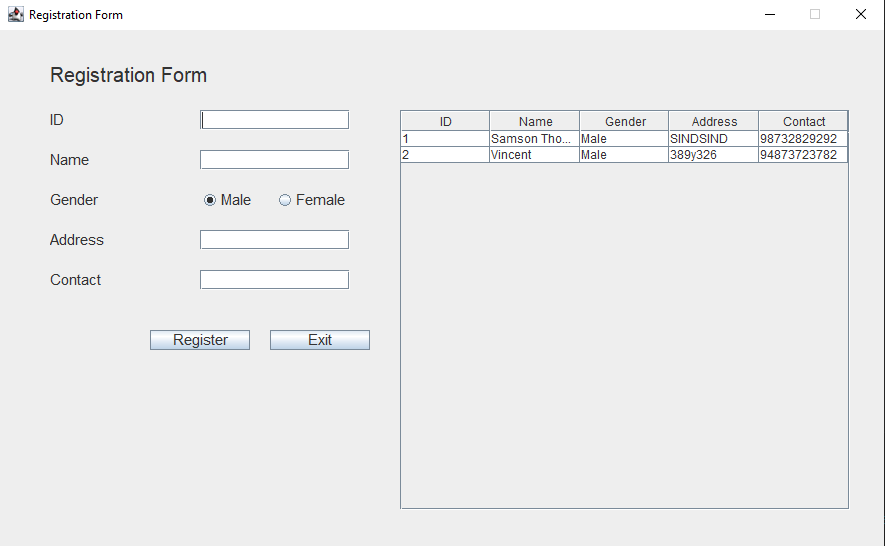 Registration Form
Registration Form
ID
Name
Gender Male Female
Address
Contact
Register Exit
ID Name Gender Address Contact
1 Samson Tho... Male SINDSIND 98732829292
2 Vincent Male 389y326 94873723782